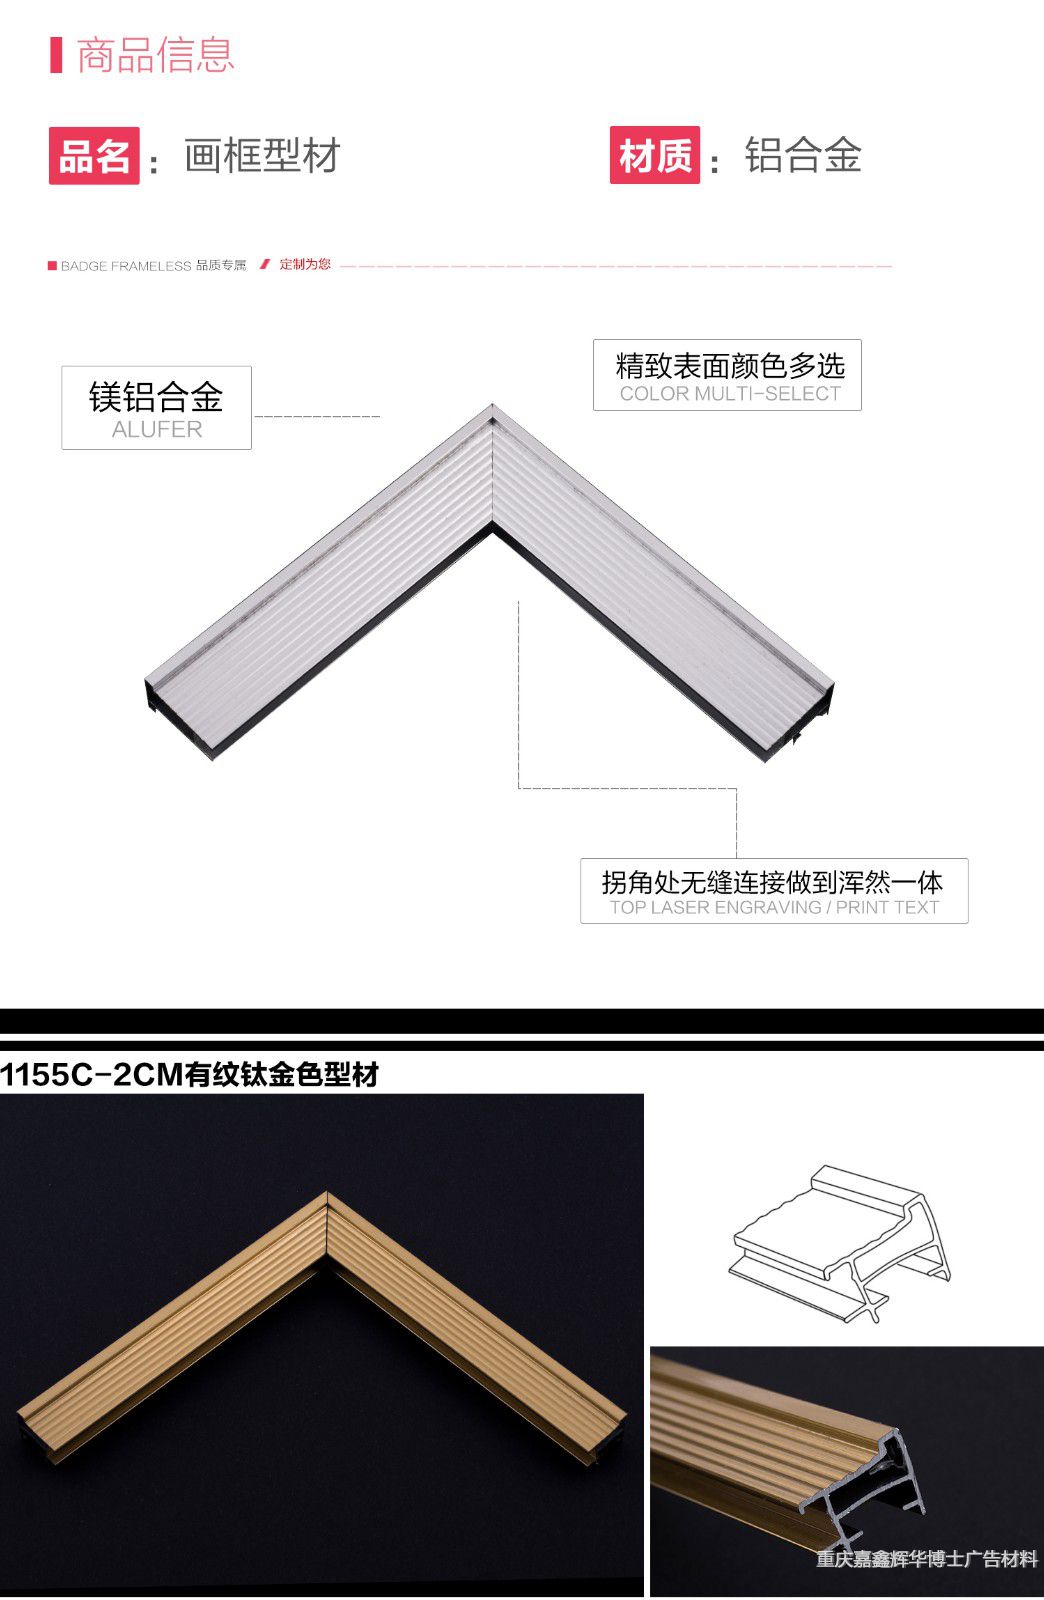 商品信息
品名：画框型材
材质：铝合金
BADGE FRAMELESS 品质专属 / 定制为您
精致表面颜色多选
COLOR MULTI-SELECT
镁铝合金
ALUFER
拐角处无缝连接做到浑然一体
TOP LASER ENGRAVING / PRINT TEXT
1155C-2CM有纹钛金色型材
重庆嘉鑫辉华博士广告材料